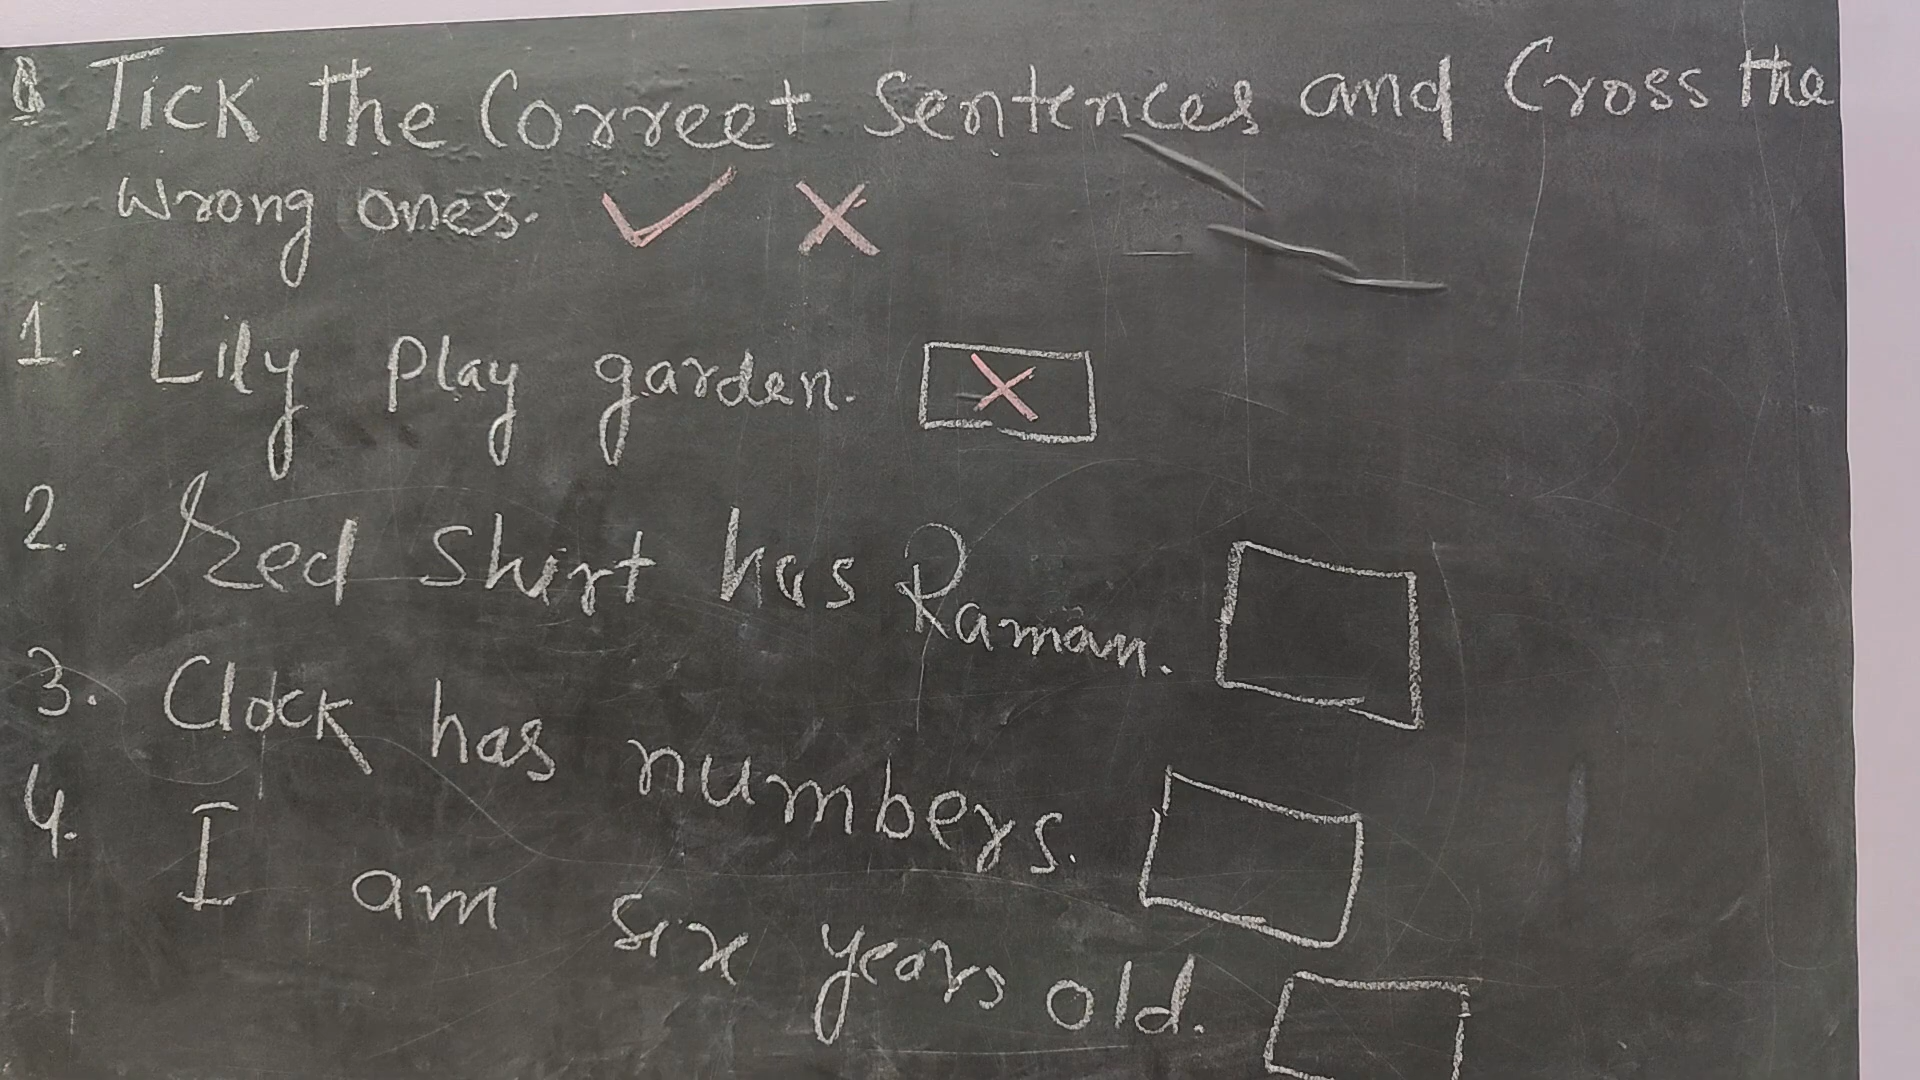 Q Tick the Correct Sentences and Cross the
wrong ones. ✓ ✗
1. Lily play garden. ✗
2. red shirt has Raman.
3. Clock has numbers.
4. I am six years old.